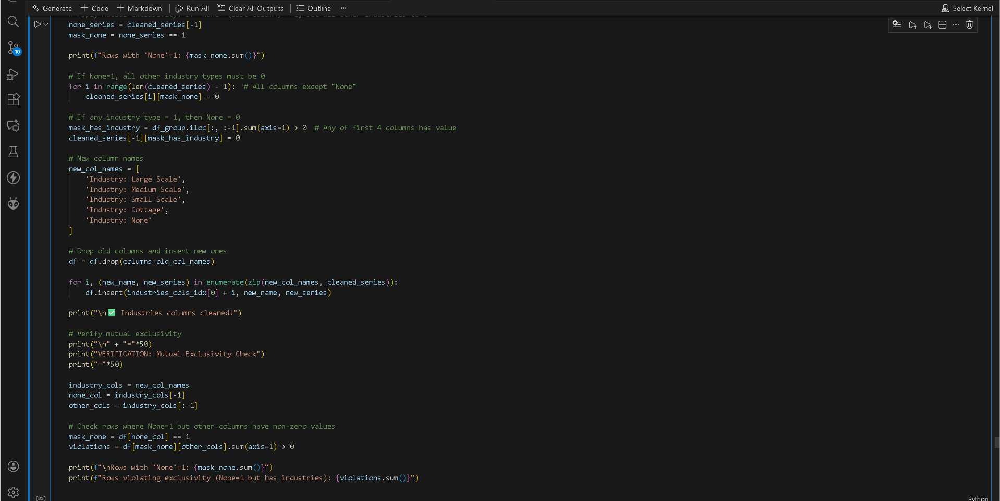 Generate + Code + Markdown | Run All Clear All Outputs | Outline ··· Select Kernel
none_series = cleaned_series[-1]
mask_none = none_series == 1
print(f"Rows with 'None'=1: {mask_none.sum()}")
# If None=1, all other industry types must be 0
for i in range(len(cleaned_series) - 1):  # All columns except "None"
    cleaned_series[i][mask_none] = 0
# If any industry type = 1, then None = 0
mask_has_industry = df_group.iloc[:, :-1].sum(axis=1) > 0  # Any of first 4 columns has value
cleaned_series[-1][mask_has_industry] = 0
# New column names
new_col_names = [
    'Industry: Large Scale',
    'Industry: Medium Scale',
    'Industry: Small Scale',
    'Industry: Cottage',
    'Industry: None'
]
# Drop old columns and insert new ones
df = df.drop(columns=old_col_names)
for i, (new_name, new_series) in enumerate(zip(new_col_names, cleaned_series)):
    df.insert(industries_cols_idx[0] + i, new_name, new_series)
print("\n✅ Industries columns cleaned!")
# Verify mutual exclusivity
print("\n" + "="*50)
print("VERIFICATION: Mutual Exclusivity Check")
print("="*50)
industry_cols = new_col_names
none_col = industry_cols[-1]
other_cols = industry_cols[:-1]
# Check rows where None=1 but other columns have non-zero values
mask_none = df[none_col] == 1
violations = df[mask_none][other_cols].sum(axis=1) > 0
print(f"\nRows with 'None'=1: {mask_none.sum()}")
print(f"Rows violating exclusivity (None=1 but has industries): {violations.sum()}")
10
[82]
Python